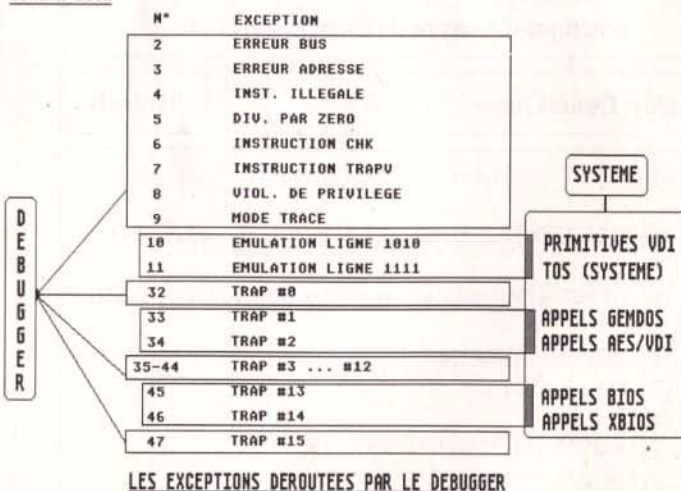 N° EXCEPTION
2 ERREUR BUS
3 ERREUR ADRESSE
4 INST. ILLEGALE
5 DIV. PAR ZERO
6 INSTRUCTION CHK
7 INSTRUCTION TRAPV
8 VIOL. DE PRIVILEGE
9 MODE TRACE
10 EMULATION LIGNE 1010
11 EMULATION LIGNE 1111
32 TRAP #0
33 TRAP #1
34 TRAP #2
35-44 TRAP #3 ... #12
45 TRAP #13
46 TRAP #14
47 TRAP #15
DEBUGGER
SYSTEME
PRIMITIVES VDI
TOS (SYSTEME)
APPELS GEMDOS
APPELS AES/VDI
APPELS BIOS
APPELS XBIOS
LES EXCEPTIONS DEROUTEES PAR LE DEBUGGER